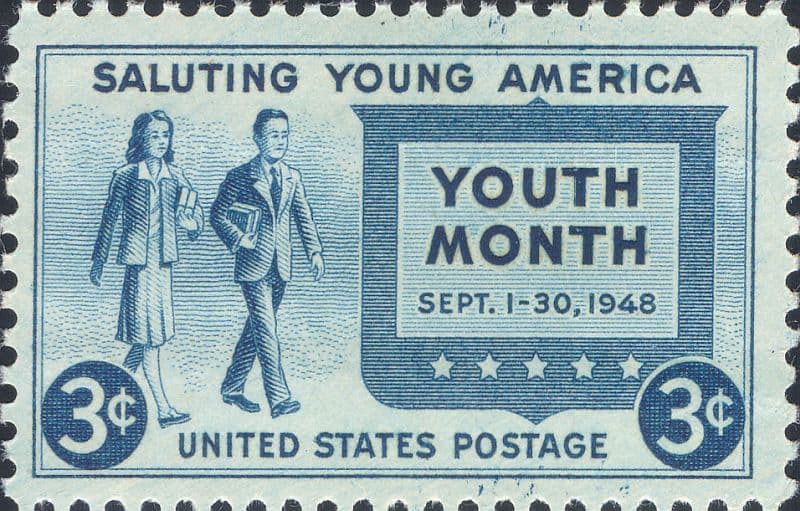 SALUTING YOUNG AMERICA
YOUTH
MONTH
SEPT. 1-30, 1948
3¢
3¢
UNITED STATES POSTAGE